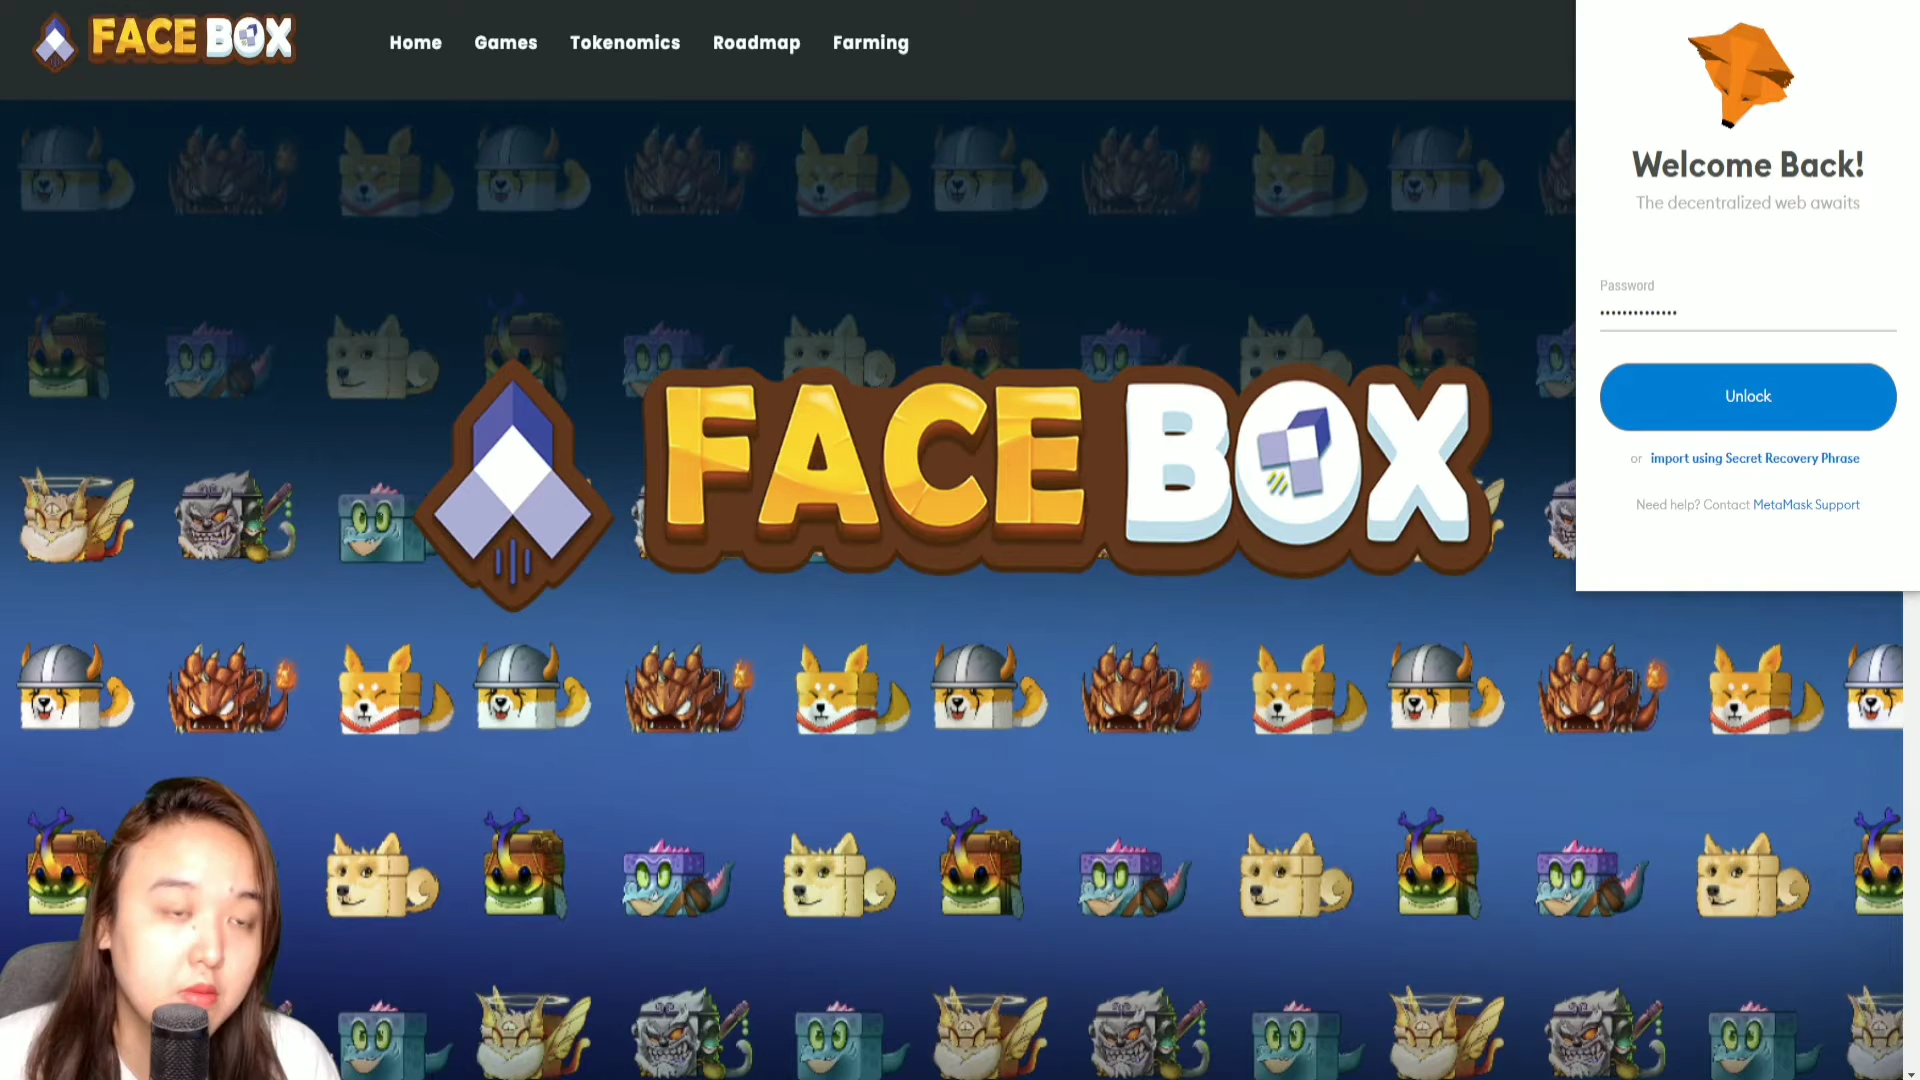 FACE BOX
Home
Games
Tokenomics
Roadmap
Farming
Welcome Back!
The decentralized web awaits
Password
••••••••••••••
Unlock
or import using Secret Recovery Phrase
Need help? Contact MetaMask Support
FACE BOX